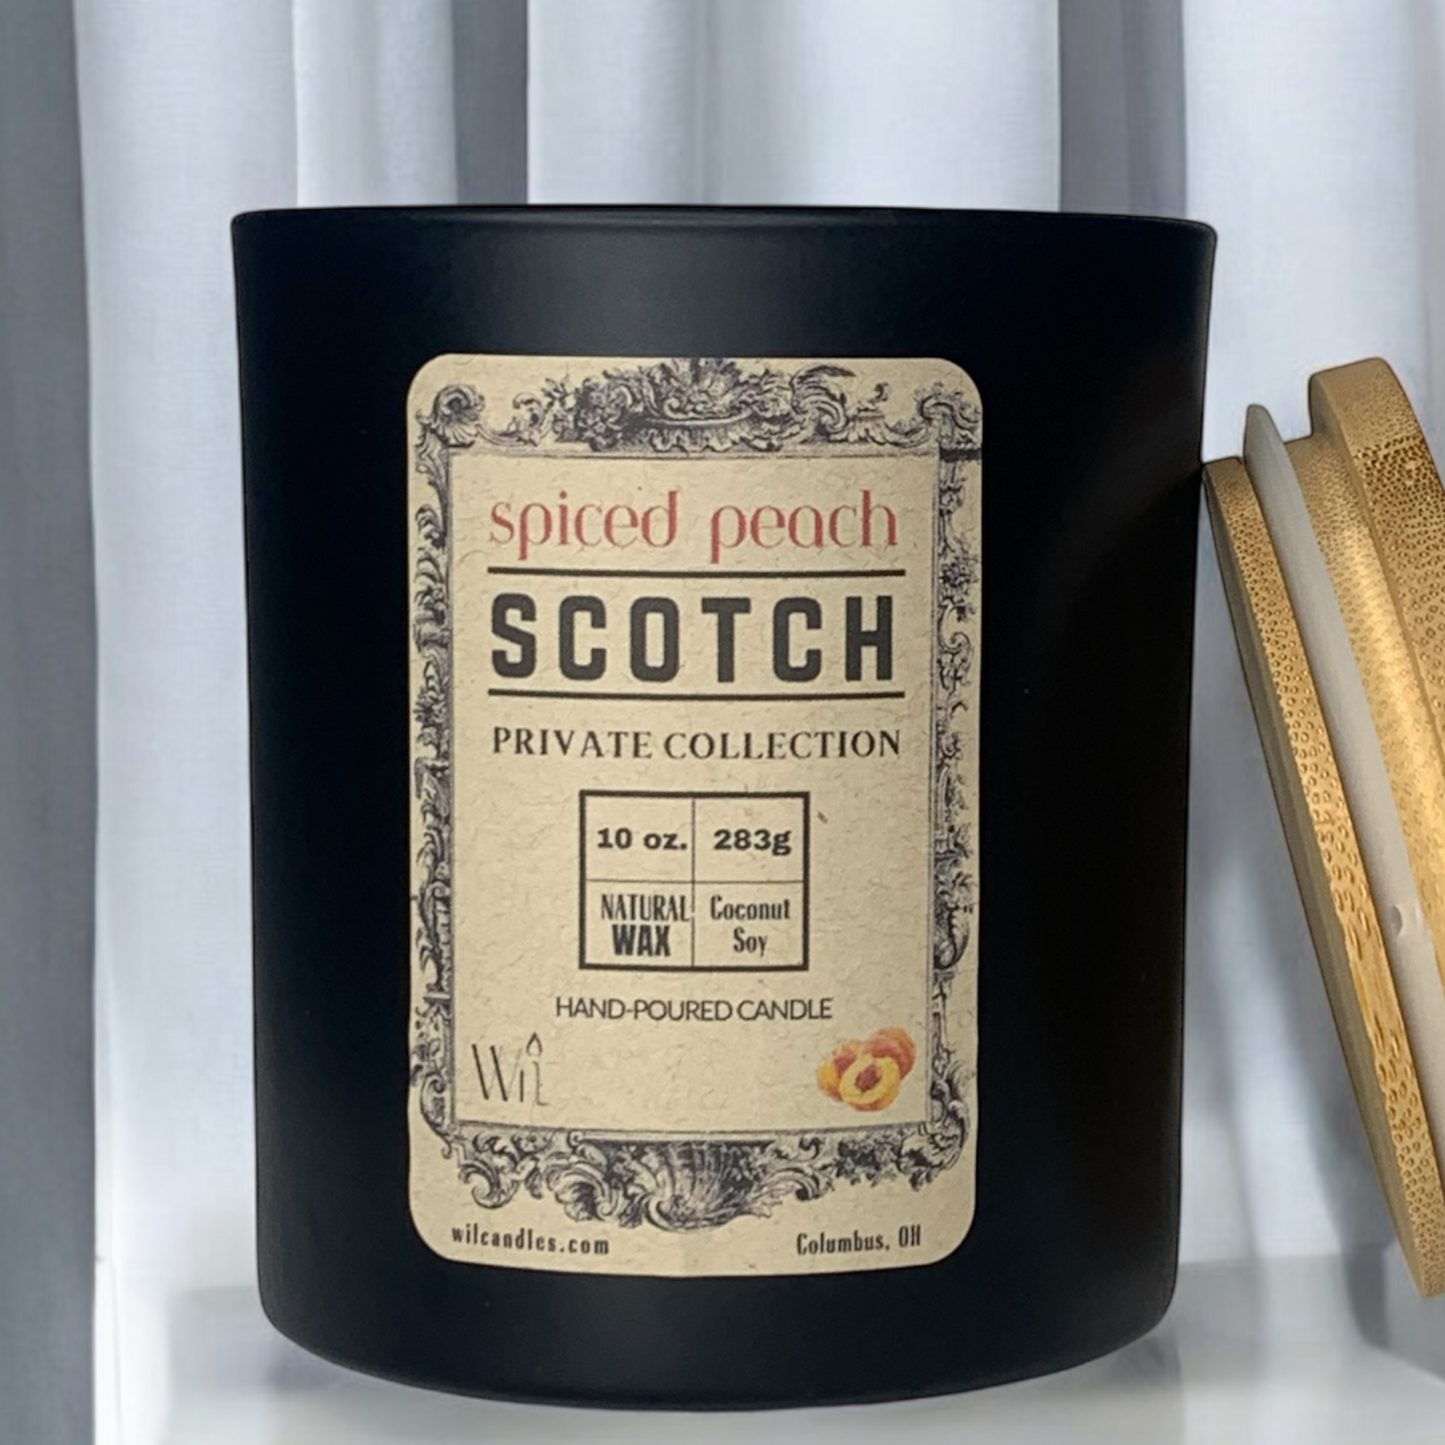 spiced peach
SCOTCH
PRIVATE COLLECTION
10 oz. 283g
NATURAL WAX
Coconut Soy
HAND-POURED CANDLE
Wil
wilcandles.com
Columbus, OH